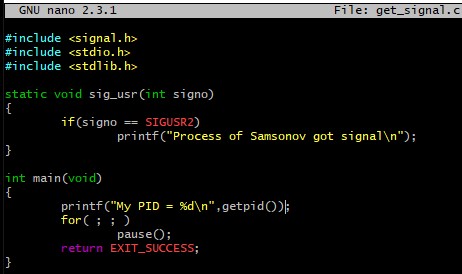 GNU nano 2.3.1 File: get_signal.c
#include <signal.h>
#include <stdio.h>
#include <stdlib.h>
static void sig_usr(int signo)
{
if(signo == SIGUSR2)
printf("Process of Samsonov got signal\n");
}
int main(void)
{
printf("My PID = %d\n",getpid());
for( ; ; )
pause();
return EXIT_SUCCESS;
}